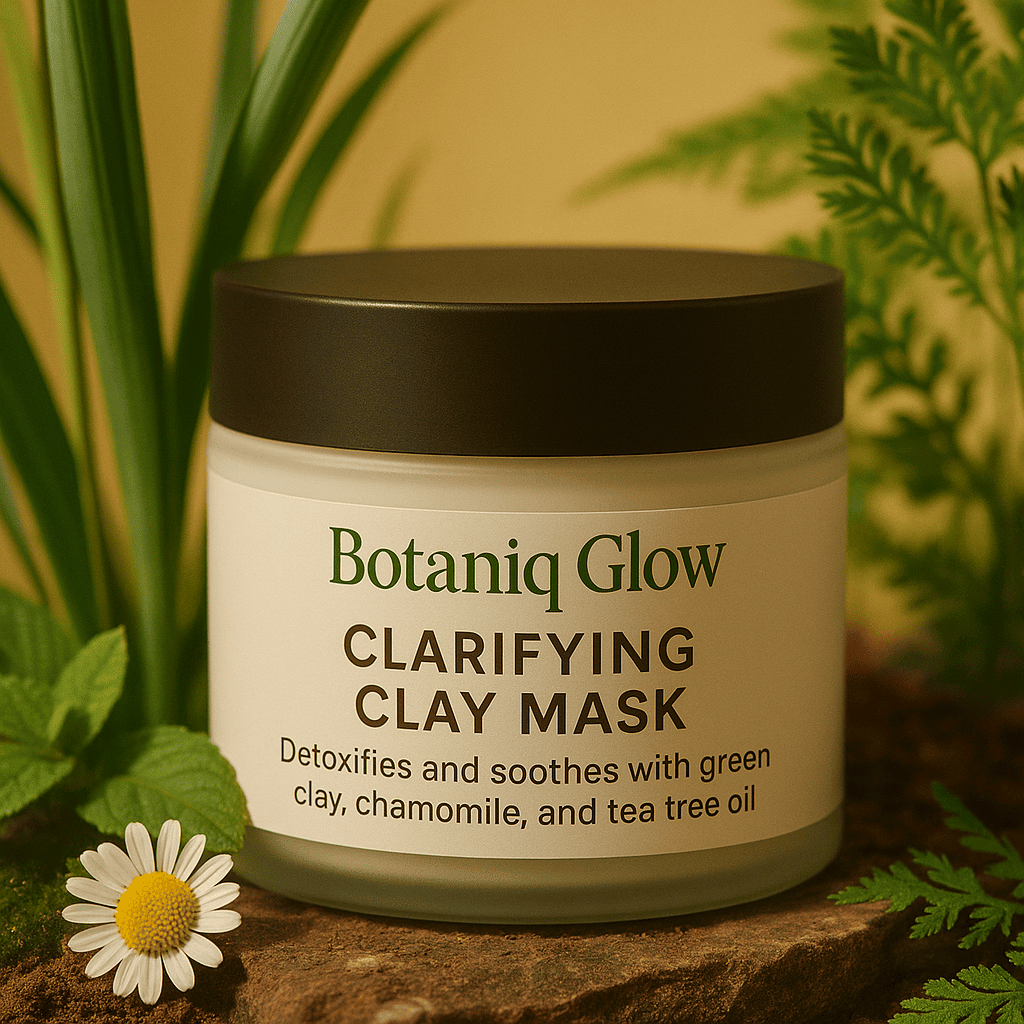 Botaniq Glow
CLARIFYING
CLAY MASK
Detoxifies and soothes with green
clay, chamomile, and tea tree oil